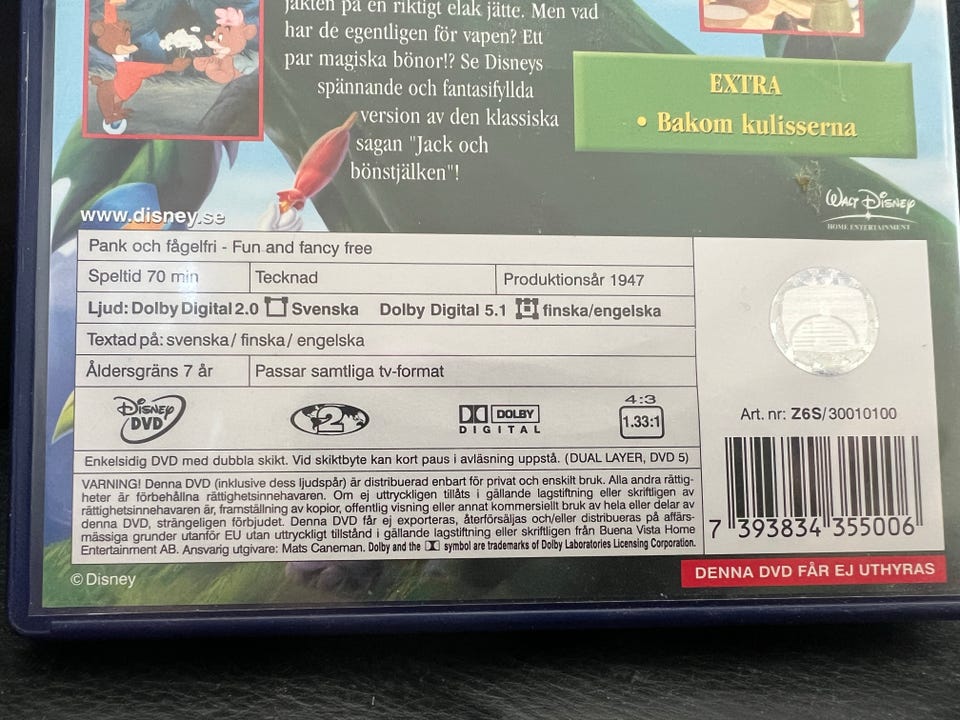 jakten på en riktigt elak jätte. Men vad
har de egentligen för vapen? Ett
par magiska bönor!? Se Disneys
spännande och fantasifyllda
version av den klassiska
sagan "Jack och
bönstjälken"!
EXTRA
• Bakom kulisserna
WALT DISNEY
HOME ENTERTAINMENT
www.disney.se
Pank och fågelfri - Fun and fancy free
Speltid 70 min Tecknad Produktionsår 1947
Ljud: Dolby Digital 2.0 Svenska Dolby Digital 5.1 finska/engelska
Textad på: svenska/ finska/ engelska
Åldersgräns 7 år Passar samtliga tv-format
DISNEY
DVD
2
DOLBY
DIGITAL
4:3
1.33:1
Enkelsidig DVD med dubbla skikt. Vid skiktbyte kan kort paus i avläsning uppstå. (DUAL LAYER, DVD 5)
VARNING! Denna DVD (inklusive dess ljudspår) är distribuerad enbart för privat och enskilt bruk. Alla andra rättig-
heter är förbehållna rättighetsinnehavaren. Om ej uttryckligen tillåts i gällande lagstiftning eller skriftligen av
rättighetsinnehavaren är, framställning av kopior, offentlig visning eller annat kommersiellt bruk av hela eller delar av
denna DVD, strängeligen förbjudet. Denna DVD får ej exporteras, återförsäljas och/eller distribueras på affärs-
mässiga grunder utanför EU utan uttryckligt tillstånd i gällande lagstiftning eller skriftligen från Buena Vista Home
Entertainment AB. Ansvarig utgivare: Mats Caneman. Dolby and the symbol are trademarks of Dolby Laboratories Licensing Corporation.
Art. nr: Z6S/30010100
7 393834 355006
DENNA DVD FÅR EJ UTHYRAS
© Disney